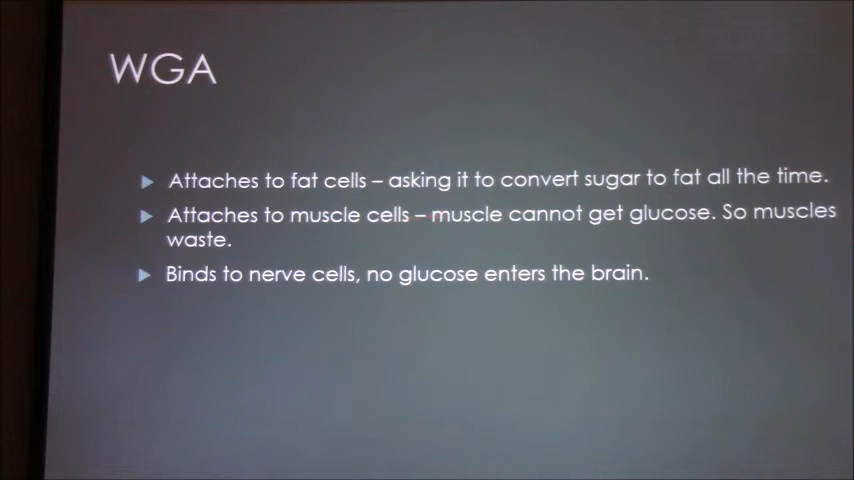 WGA
Attaches to fat cells – asking it to convert sugar to fat all the time.
Attaches to muscle cells – muscle cannot get glucose. So muscles
waste.
Binds to nerve cells, no glucose enters the brain.